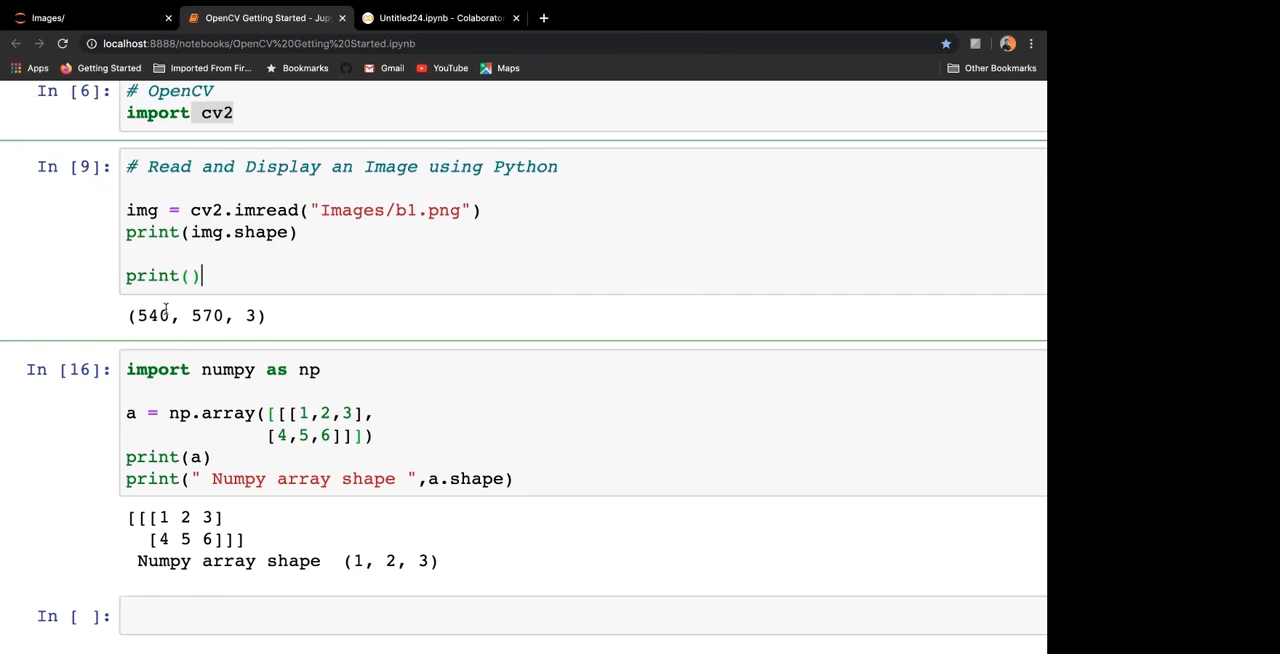 Images/
OpenCV Getting Started - Jup
Untitled24.ipynb - Colaborator
localhost:8888/notebooks/OpenCV%20Getting%20Started.ipynb
Apps Getting Started Imported From Fir... Bookmarks Gmail YouTube Maps Other Bookmarks
In [6]: # OpenCV
import cv2
In [9]: # Read and Display an Image using Python
img = cv2.imread("Images/b1.png")
print(img.shape)
print()
(540, 570, 3)
In [16]: import numpy as np
a = np.array([[[1,2,3],
[4,5,6]]])
print(a)
print(" Numpy array shape ",a.shape)
[[[1 2 3]
[4 5 6]]]
Numpy array shape (1, 2, 3)
In [ ]: